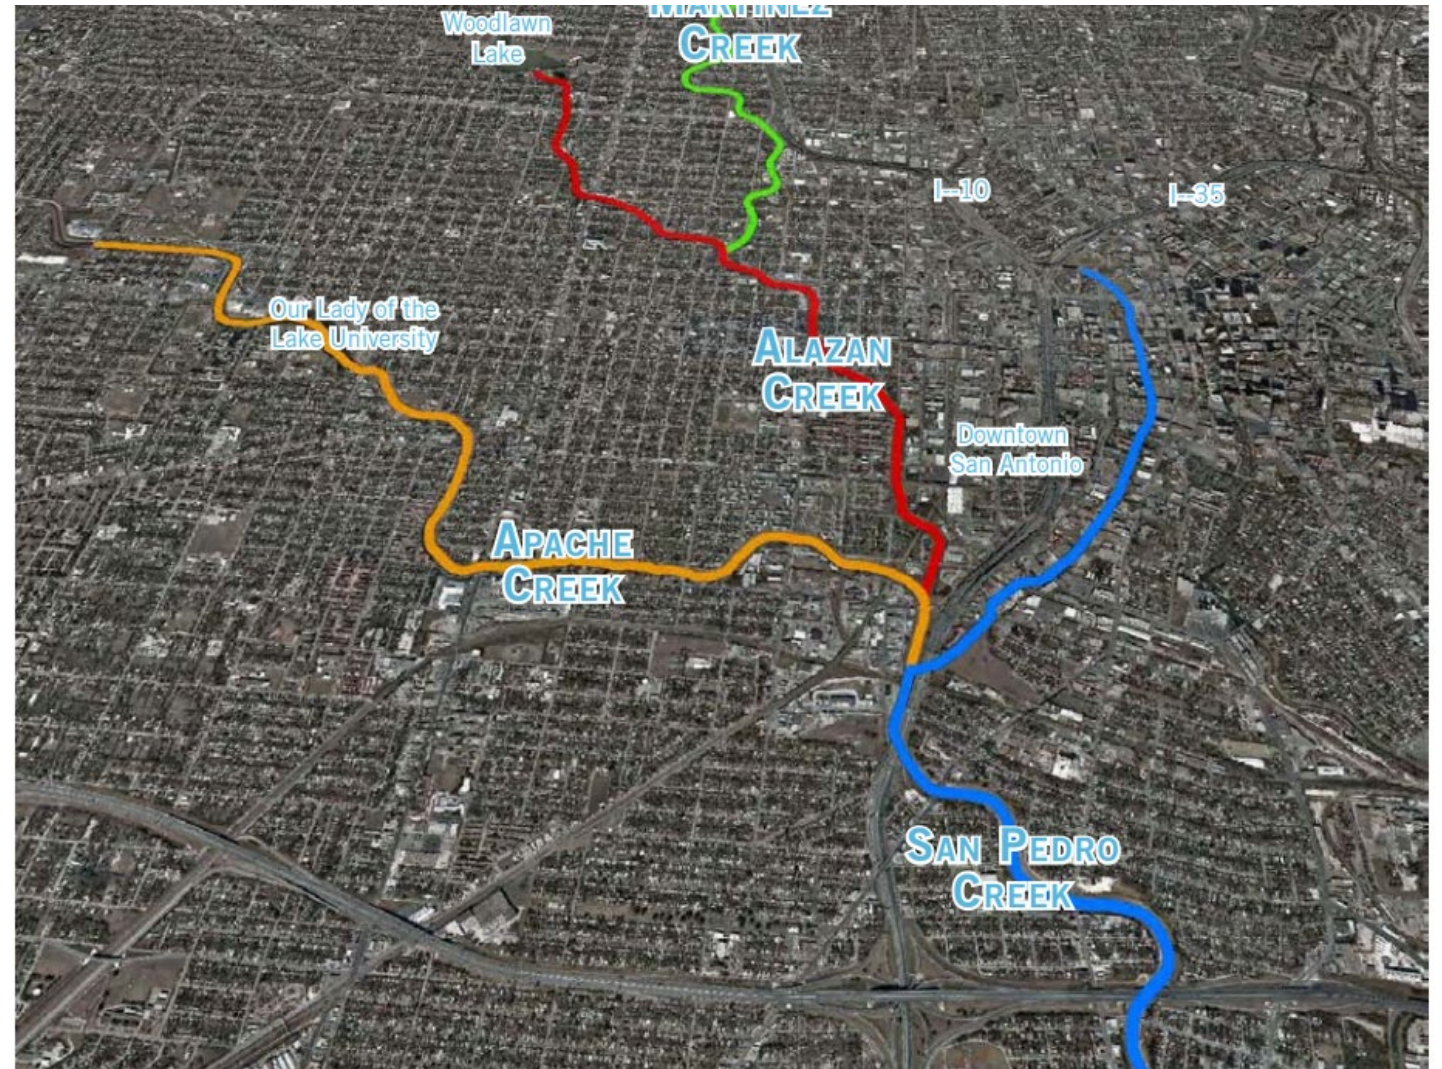 Woodlawn
Lake
MARTINEZ
CREEK
I--10
I--35
Our Lady of the
Lake University
ALAZAN
CREEK
Downtown
San Antonio
APACHE
CREEK
SAN PEDRO
CREEK